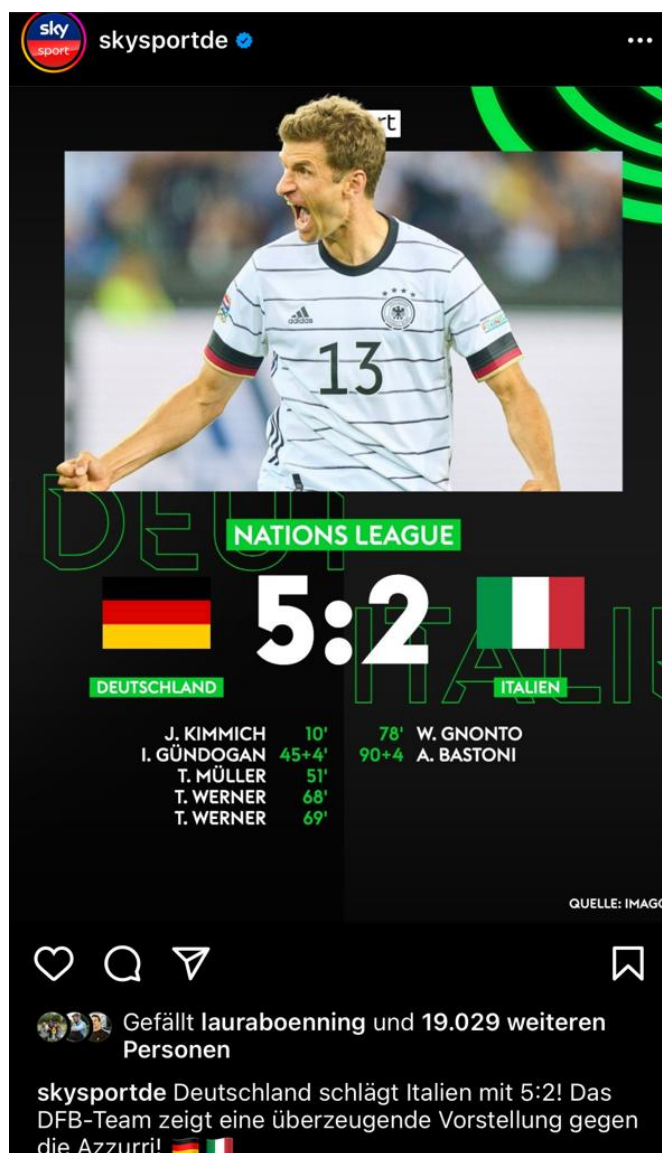 sky
sport
skysportde
rt
adidas
13
DEUT
NATIONS LEAGUE
5:2
ITALIE
DEUTSCHLAND
ITALIEN
J. KIMMICH 10' 78' W. GNONTO
I. GÜNDOGAN 45+4' 90+4 A. BASTONI
T. MÜLLER 51'
T. WERNER 68'
T. WERNER 69'
QUELLE: IMAGO
Gefällt lauraboenning und 19.029 weiteren
Personen
skysportde Deutschland schlägt Italien mit 5:2! Das
DFB-Team zeigt eine überzeugende Vorstellung gegen
die Azzurri! 🇩🇪 🇮🇹